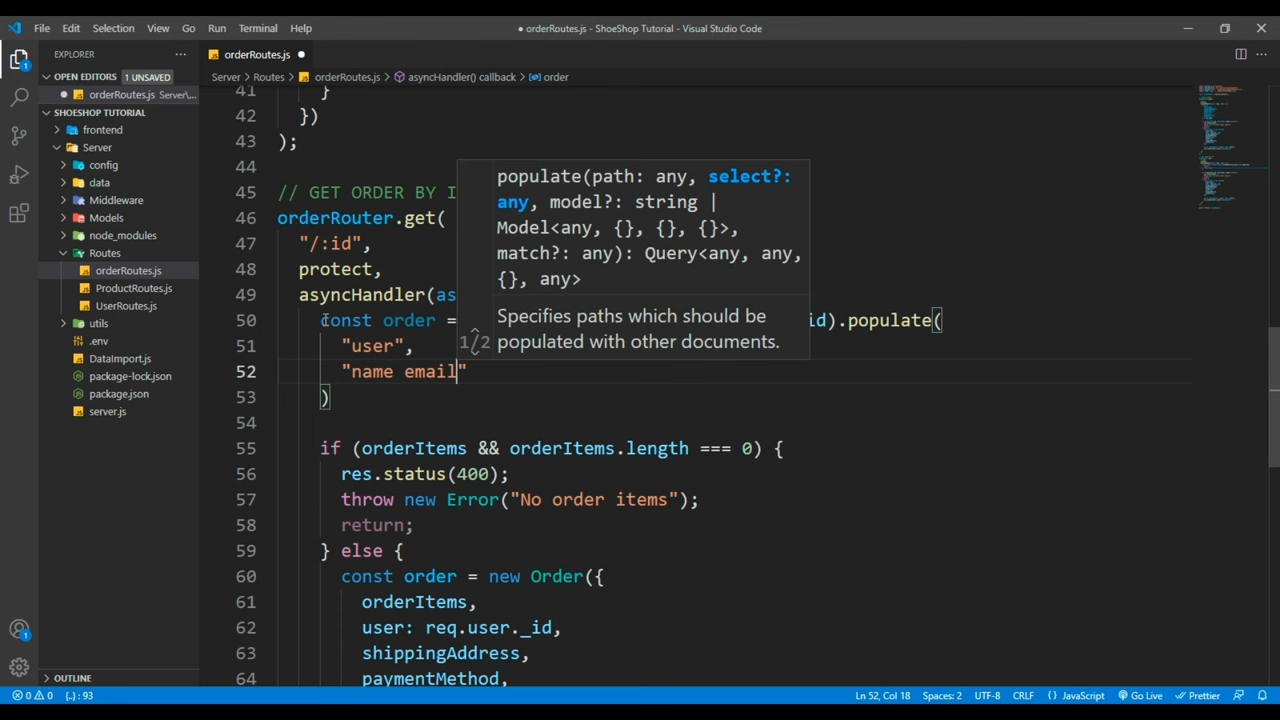 File Edit Selection View Go Run Terminal Help
● orderRoutes.js - ShoeShop Tutorial - Visual Studio Code
EXPLORER
OPEN EDITORS 1 UNSAVED
orderRoutes.js Server\...
SHOESHOP TUTORIAL
frontend
Server
config
data
Middleware
Models
node_modules
Routes
orderRoutes.js
ProductRoutes.js
UserRoutes.js
utils
.env
DataImport.js
package-lock.json
package.json
server.js
OUTLINE
orderRoutes.js
Server > Routes > orderRoutes.js > asyncHandler() callback > order
41 }
42 })
43 );
44
45 // GET ORDER BY I
46 orderRouter.get(
47 "/:id",
48 protect,
49 asyncHandler(as
50 const order = id).populate(
51 "user",
52 "name email"
53 )
54
55 if (orderItems && orderItems.length === 0) {
56 res.status(400);
57 throw new Error("No order items");
58 return;
59 } else {
60 const order = new Order({
61 orderItems,
62 user: req.user._id,
63 shippingAddress,
64 paymentMethod,
populate(path: any, select?:
any, model?: string |
Model<any, {}, {}, {}>,
match?: any): Query<any, any,
{}, any>
1/2
Specifies paths which should be
populated with other documents.
1
1
0 0 {..} : 93
Ln 52, Col 18 Spaces: 2 UTF-8 CRLF {} JavaScript Go Live Prettier